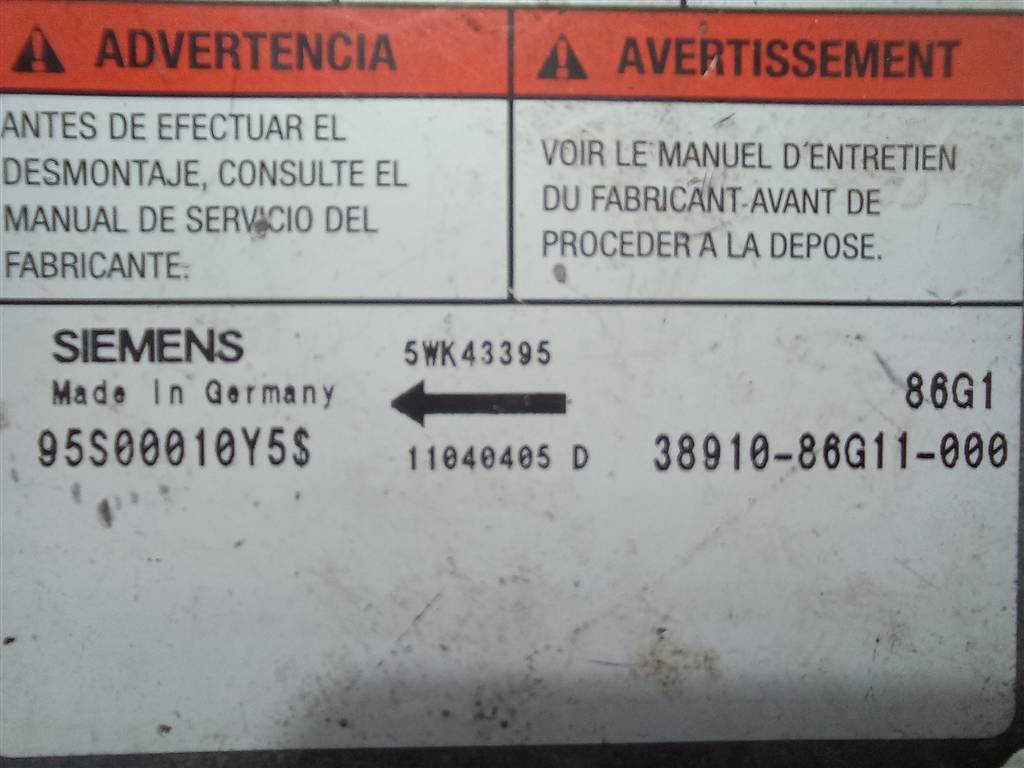 ADVERTENCIA
ANTES DE EFECTUAR EL
DESMONTAJE, CONSULTE EL
MANUAL DE SERVICIO DEL
FABRICANTE.
AVERTISSEMENT
VOIR LE MANUEL D'ENTRETIEN
DU FABRICANT AVANT DE
PROCEDER A LA DEPOSE.
SIEMENS
Made In Germany
95S00010Y5$
5WK43395
11040405 D
86G1
38910-86G11-000